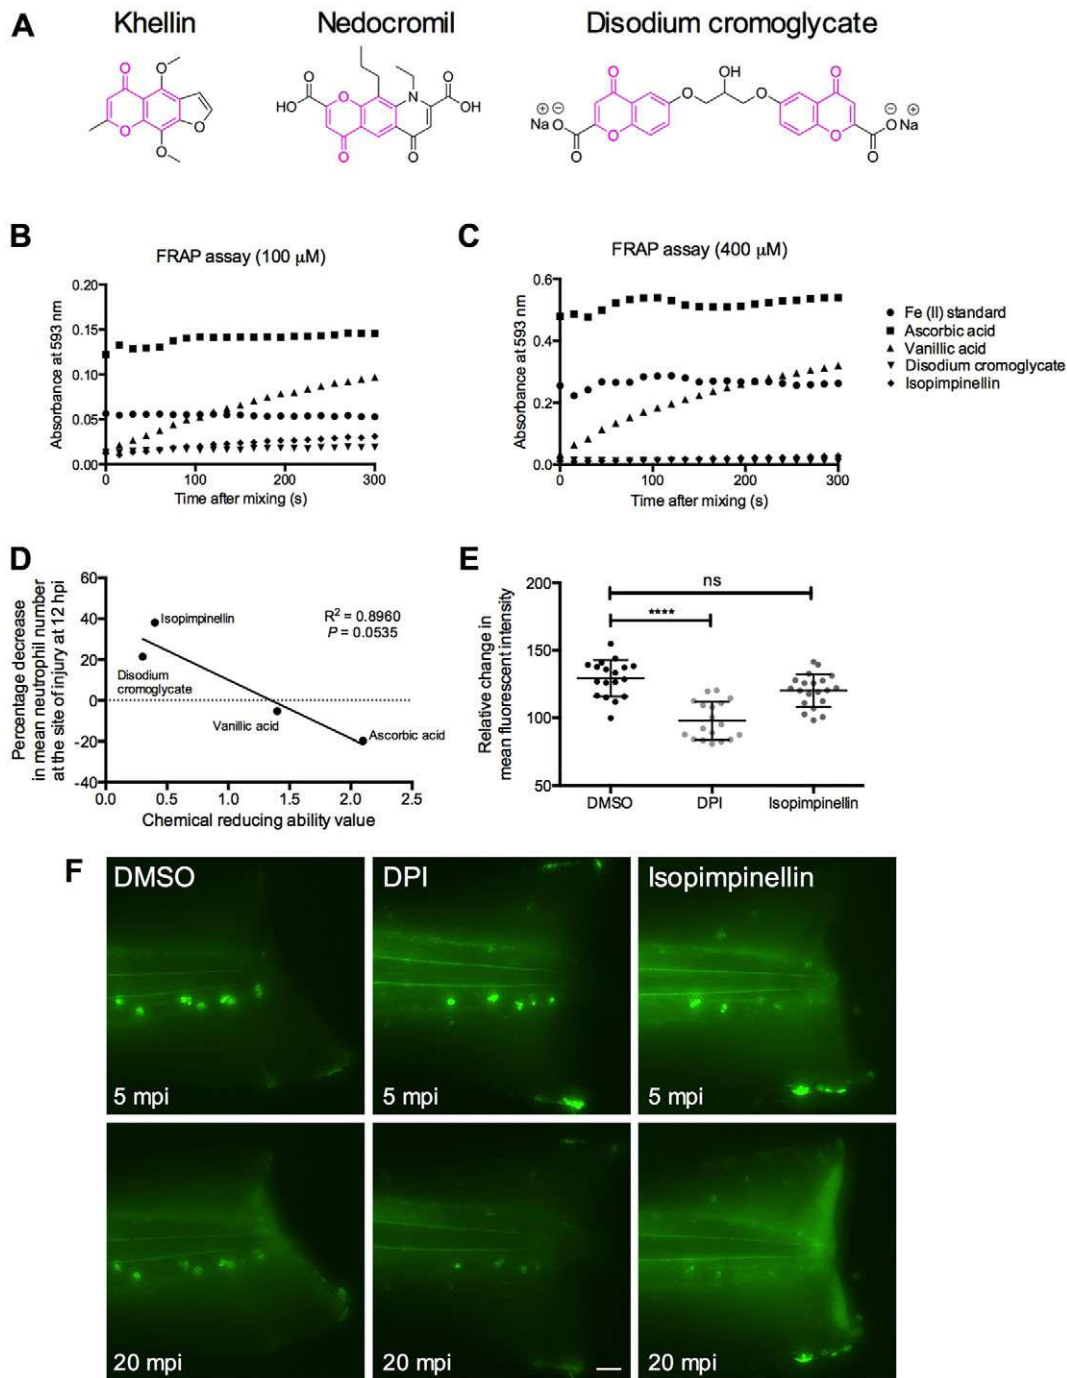 A
Khellin
Nedocromil
Disodium cromoglycate
O
O
O
O
O
O
HO
O
N
O
OH
O
O
O
OH
O
O
O
Na ⊕ ⊖ O
O
O
O
O
O ⊖ ⊕ Na
B
FRAP assay (100 μM)
Absorbance at 593 nm
0.20
0.15
0.10
0.05
0.00
0
100
200
300
Time after mixing (s)
C
FRAP assay (400 μM)
Absorbance at 593 nm
0.6
0.4
0.2
0.0
0
100
200
300
Time after mixing (s)
Fe (II) standard
Ascorbic acid
Vanillic acid
Disodium cromoglycate
Isopimpinellin
D
Percentage decrease
in mean neutrophil number
at the site of injury at 12 hpi
60
40
20
0
-20
-40
Isopimpinellin
R² = 0.8960
P = 0.0535
Disodium
cromoglycate
Vanillic acid
Ascorbic acid
0.0
0.5
1.0
1.5
2.0
2.5
Chemical reducing ability value
E
Relative change in
mean fluorescent intensity
200
150
100
50
ns
****
DMSO
DPI
Isopimpinellin
F
DMSO
DPI
Isopimpinellin
5 mpi
5 mpi
5 mpi
20 mpi
20 mpi
20 mpi